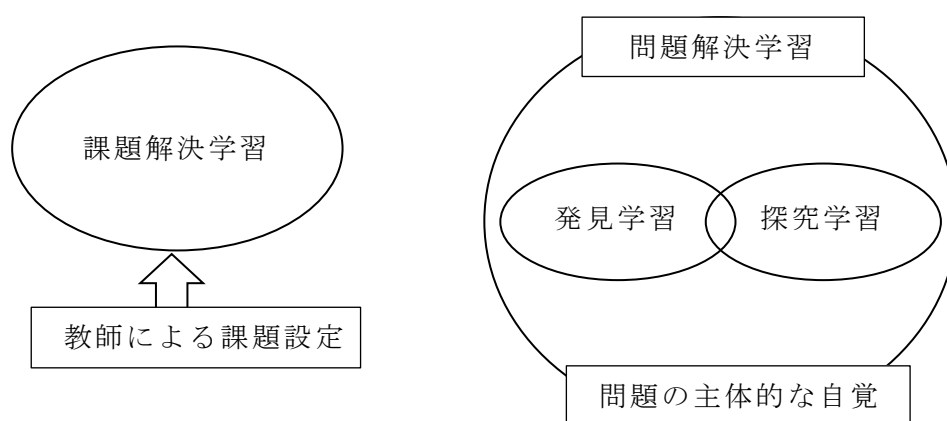 課題解決学習
教師による課題設定
問題解決学習
発見学習
探究学習
問題の主体的な自覚